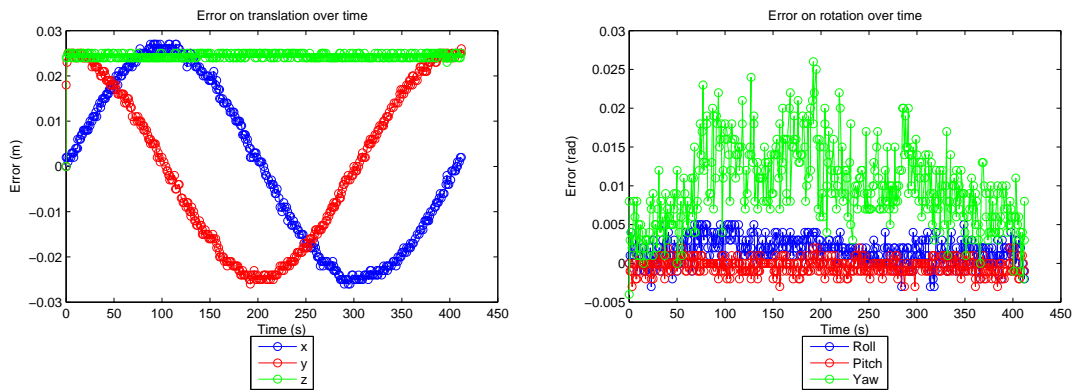 Error on translation over time
0.03
0.02
0.01
0
−0.01
−0.02
−0.03
Error (m)
0 50 100 150 200 250 300 350 400 450
Time (s)
x
y
z
Error on rotation over time
0.03
0.025
0.02
0.015
0.01
0.005
0
−0.005
Error (rad)
0 50 100 150 200 250 300 350 400 450
Time (s)
Roll
Pitch
Yaw